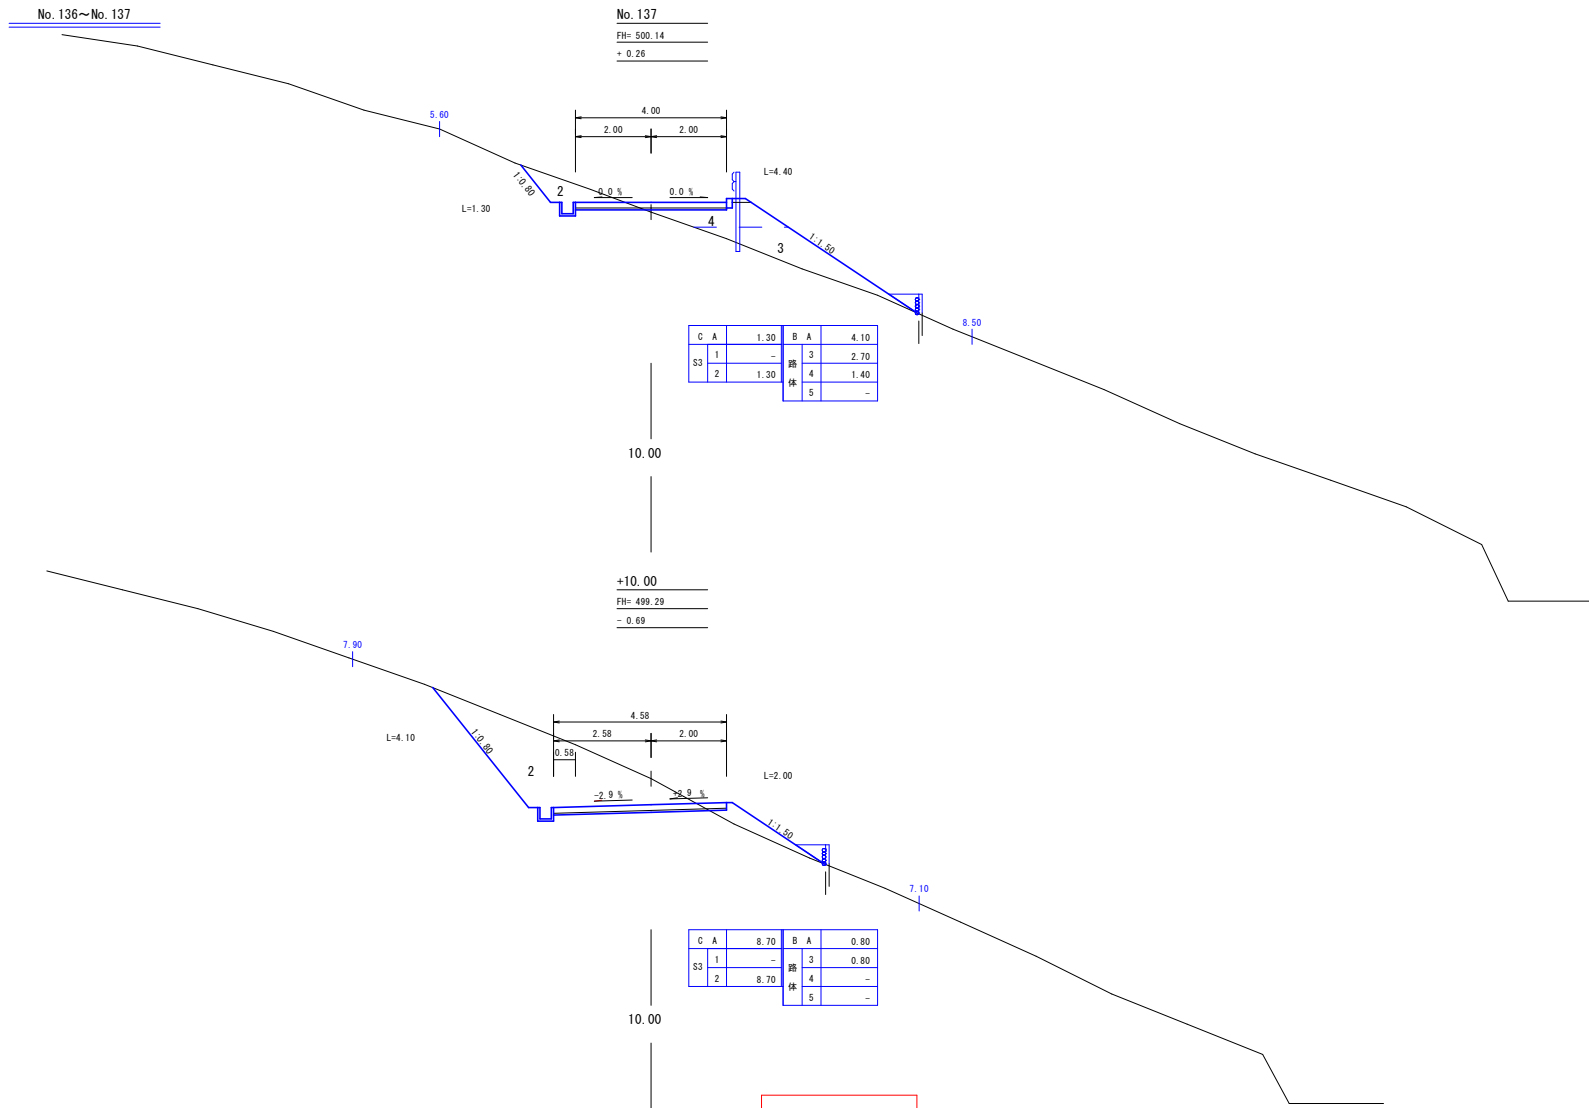 No.136～No.137
No.137
FH= 500.14
+ 0.26
4.00
5.60
2.00 2.00
L=4.40
1:0.80
2
0.0 % 0.0 %
L=1.30
4
1:1.50
3
8.50
C A 1.30 B A 4.10
S3 1 - 路体 3 2.70
2 1.30 4 1.40
5 -
10.00
+10.00
FH= 499.29
- 0.69
7.90
4.58
2.58 2.00
L=4.10
1:0.80
0.58
2
L=2.00
-2.9 % +2.9 %
1:1.50
7.10
C A 8.70 B A 0.80
S3 1 - 路体 3 0.80
2 8.70 4 -
5 -
10.00